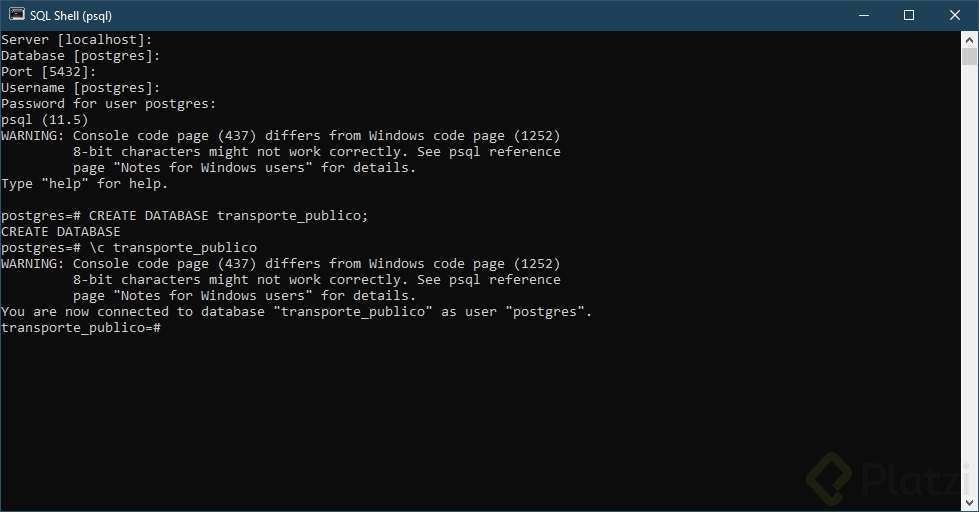 SQL Shell (psql)
Server [localhost]:
Database [postgres]:
Port [5432]:
Username [postgres]:
Password for user postgres:
psql (11.5)
WARNING: Console code page (437) differs from Windows code page (1252)
         8-bit characters might not work correctly. See psql reference
         page "Notes for Windows users" for details.
Type "help" for help.

postgres=# CREATE DATABASE transporte_publico;
CREATE DATABASE
postgres=# \c transporte_publico
WARNING: Console code page (437) differs from Windows code page (1252)
         8-bit characters might not work correctly. See psql reference
         page "Notes for Windows users" for details.
You are now connected to database "transporte_publico" as user "postgres".
transporte_publico=#
Platzi